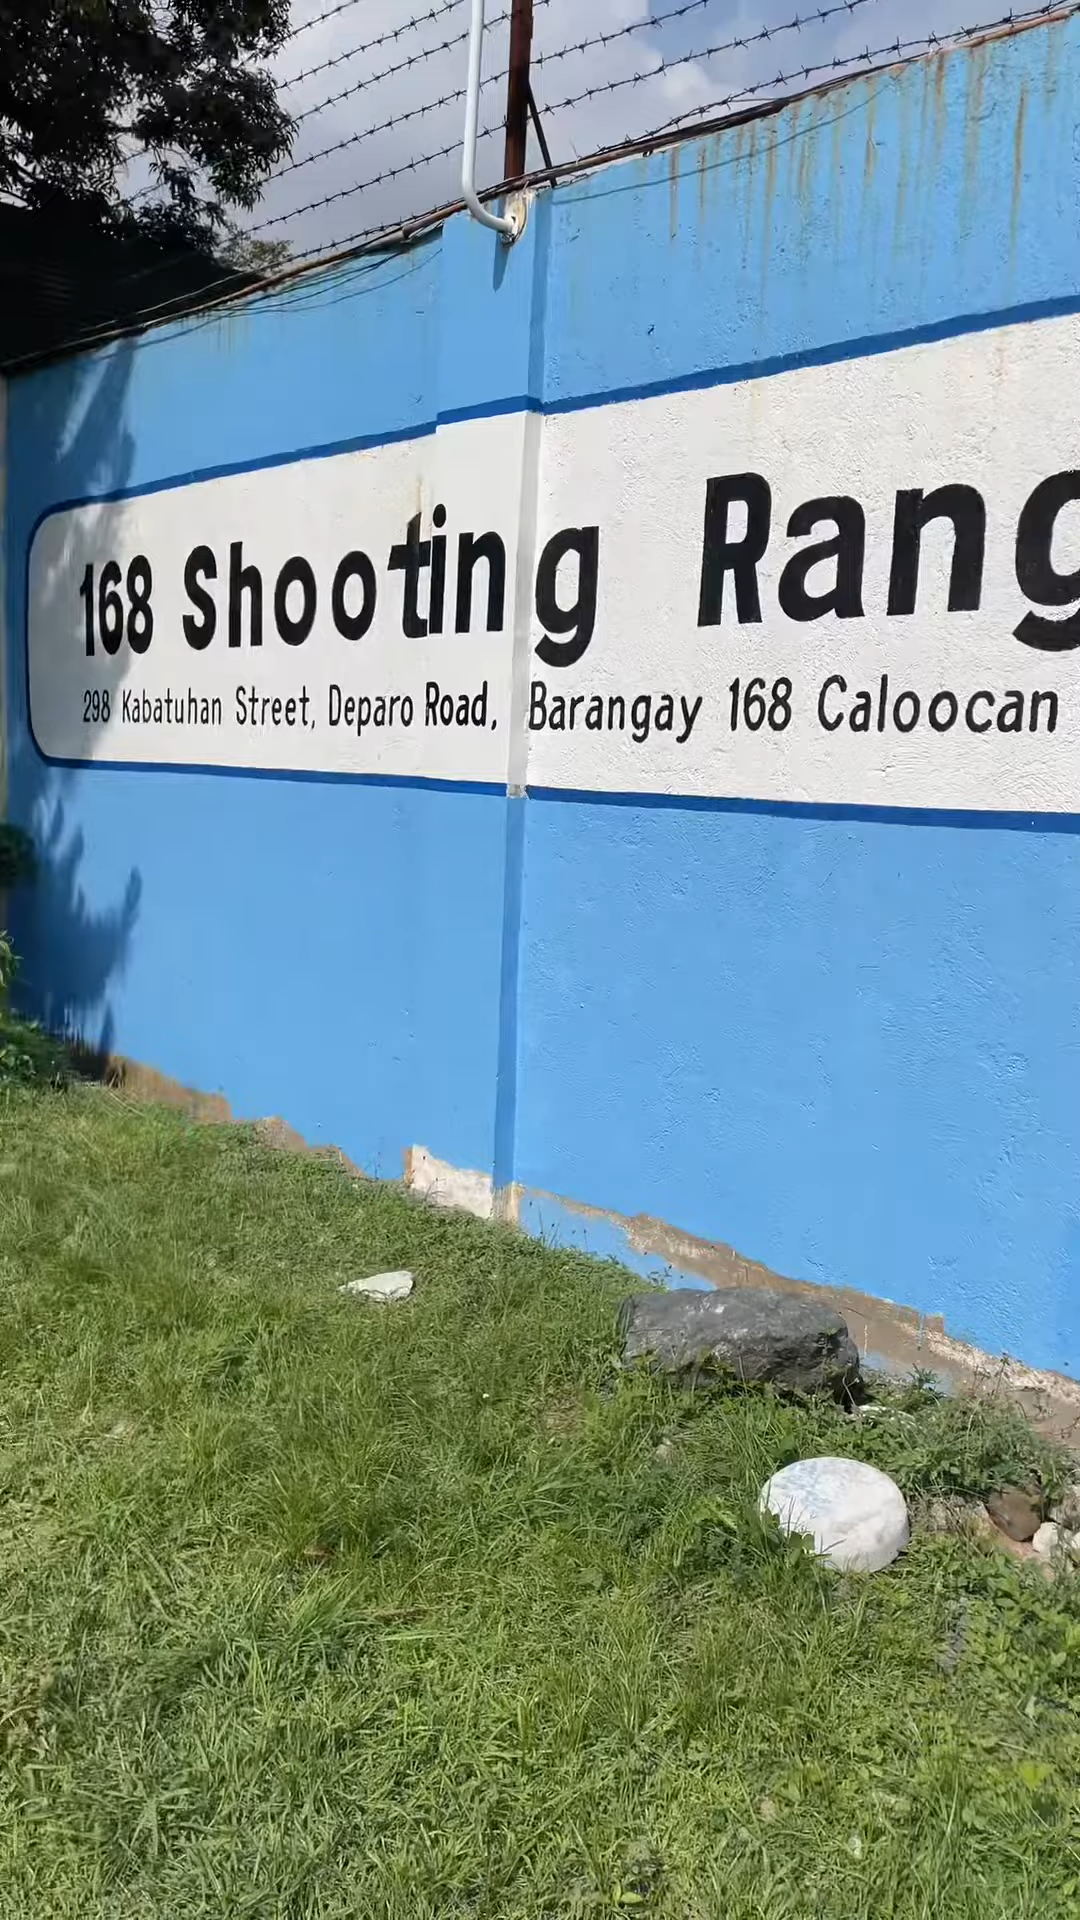 168 Shooting Rang
298 Kabatuhan Street, Deparo Road, Barangay 168 Caloocan